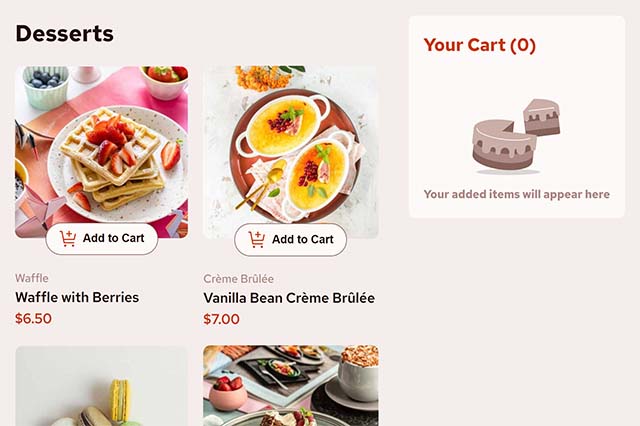 Desserts
Your Cart (0)
Your added items will appear here
Add to Cart
Add to Cart
Waffle
Waffle with Berries
$6.50
Crème Brûlée
Vanilla Bean Crème Brûlée
$7.00